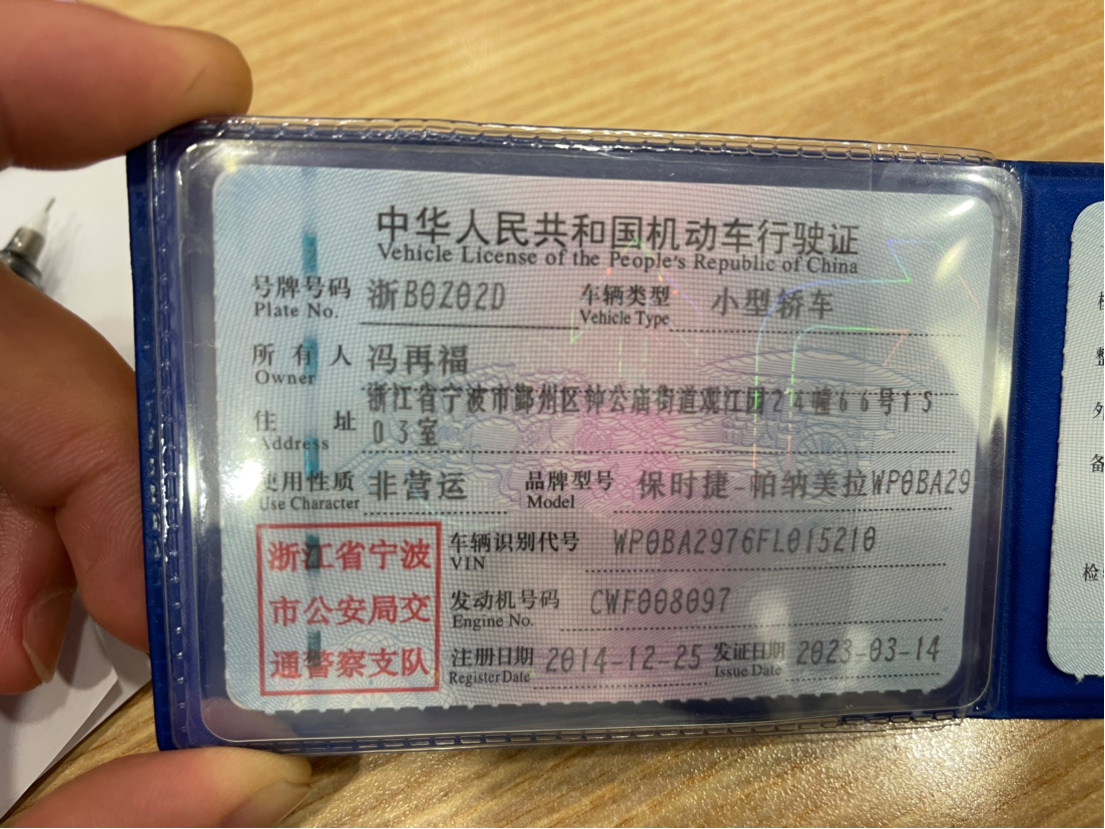 中华人民共和国机动车行驶证
Vehicle License of the People's Republic of China
号牌号码 浙B0Z02D 车辆类型 小型轿车
Plate No. Vehicle Type
所有人 冯再福
Owner
浙江省宁波市鄞州区钟公庙街道观江园 幢66号15
住址 03室
Address
使用性质 非营运 品牌型号 保时捷-帕纳美拉WP0BA29
Use Character Model
浙江省宁波
市公安局交
通警察支队
车辆识别代号 WP0BA2976FL015210
VIN
发动机号码 CWF008097
Engine No.
注册日期 2014-12-25 发证日期 2023-03-14
Register Date Issue Date
整
外
备
检